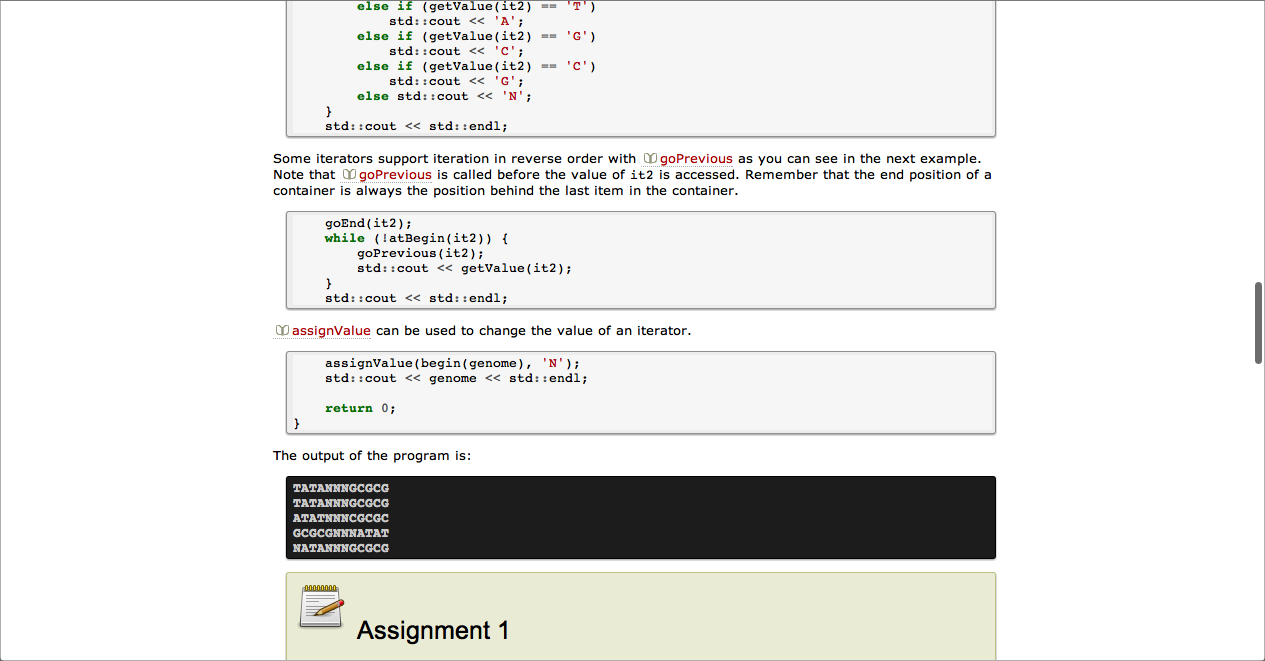 else if (getValue(it2) == 'T')
std::cout << 'A';
else if (getValue(it2) == 'G')
std::cout << 'C';
else if (getValue(it2) == 'C')
std::cout << 'G';
else std::cout << 'N';
}
std::cout << std::endl;
Some iterators support iteration in reverse order with goPrevious as you can see in the next example.
Note that goPrevious is called before the value of it2 is accessed. Remember that the end position of a
container is always the position behind the last item in the container.
goEnd(it2);
while (!atBegin(it2)) {
goPrevious(it2);
std::cout << getValue(it2);
}
std::cout << std::endl;
assignValue can be used to change the value of an iterator.
assignValue(begin(genome), 'N');
std::cout << genome << std::endl;
return 0;
}
The output of the program is:
TATANNNGCGCG
TATANNNGCGCG
ATATNNNCGCGC
GCGCGNNNATAT
NATANNNGCGCG
Assignment 1